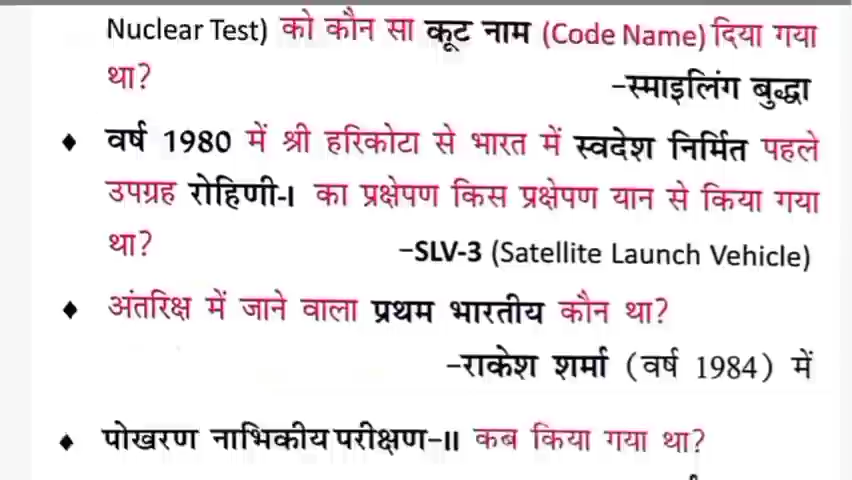 Nuclear Test) को कौन सा कूट नाम (Code Name) दिया गया
था?
-स्माइलिंग बुद्धा
♦ वर्ष 1980 में श्री हरिकोटा से भारत में स्वदेश निर्मित पहले
उपग्रह रोहिणी-I का प्रक्षेपण किस प्रक्षेपण यान से किया गया
था?
-SLV-3 (Satellite Launch Vehicle)
♦ अंतरिक्ष में जाने वाला प्रथम भारतीय कौन था?
-राकेश शर्मा (वर्ष 1984) में
♦ पोखरण नाभिकीय परीक्षण-II कब किया गया था?